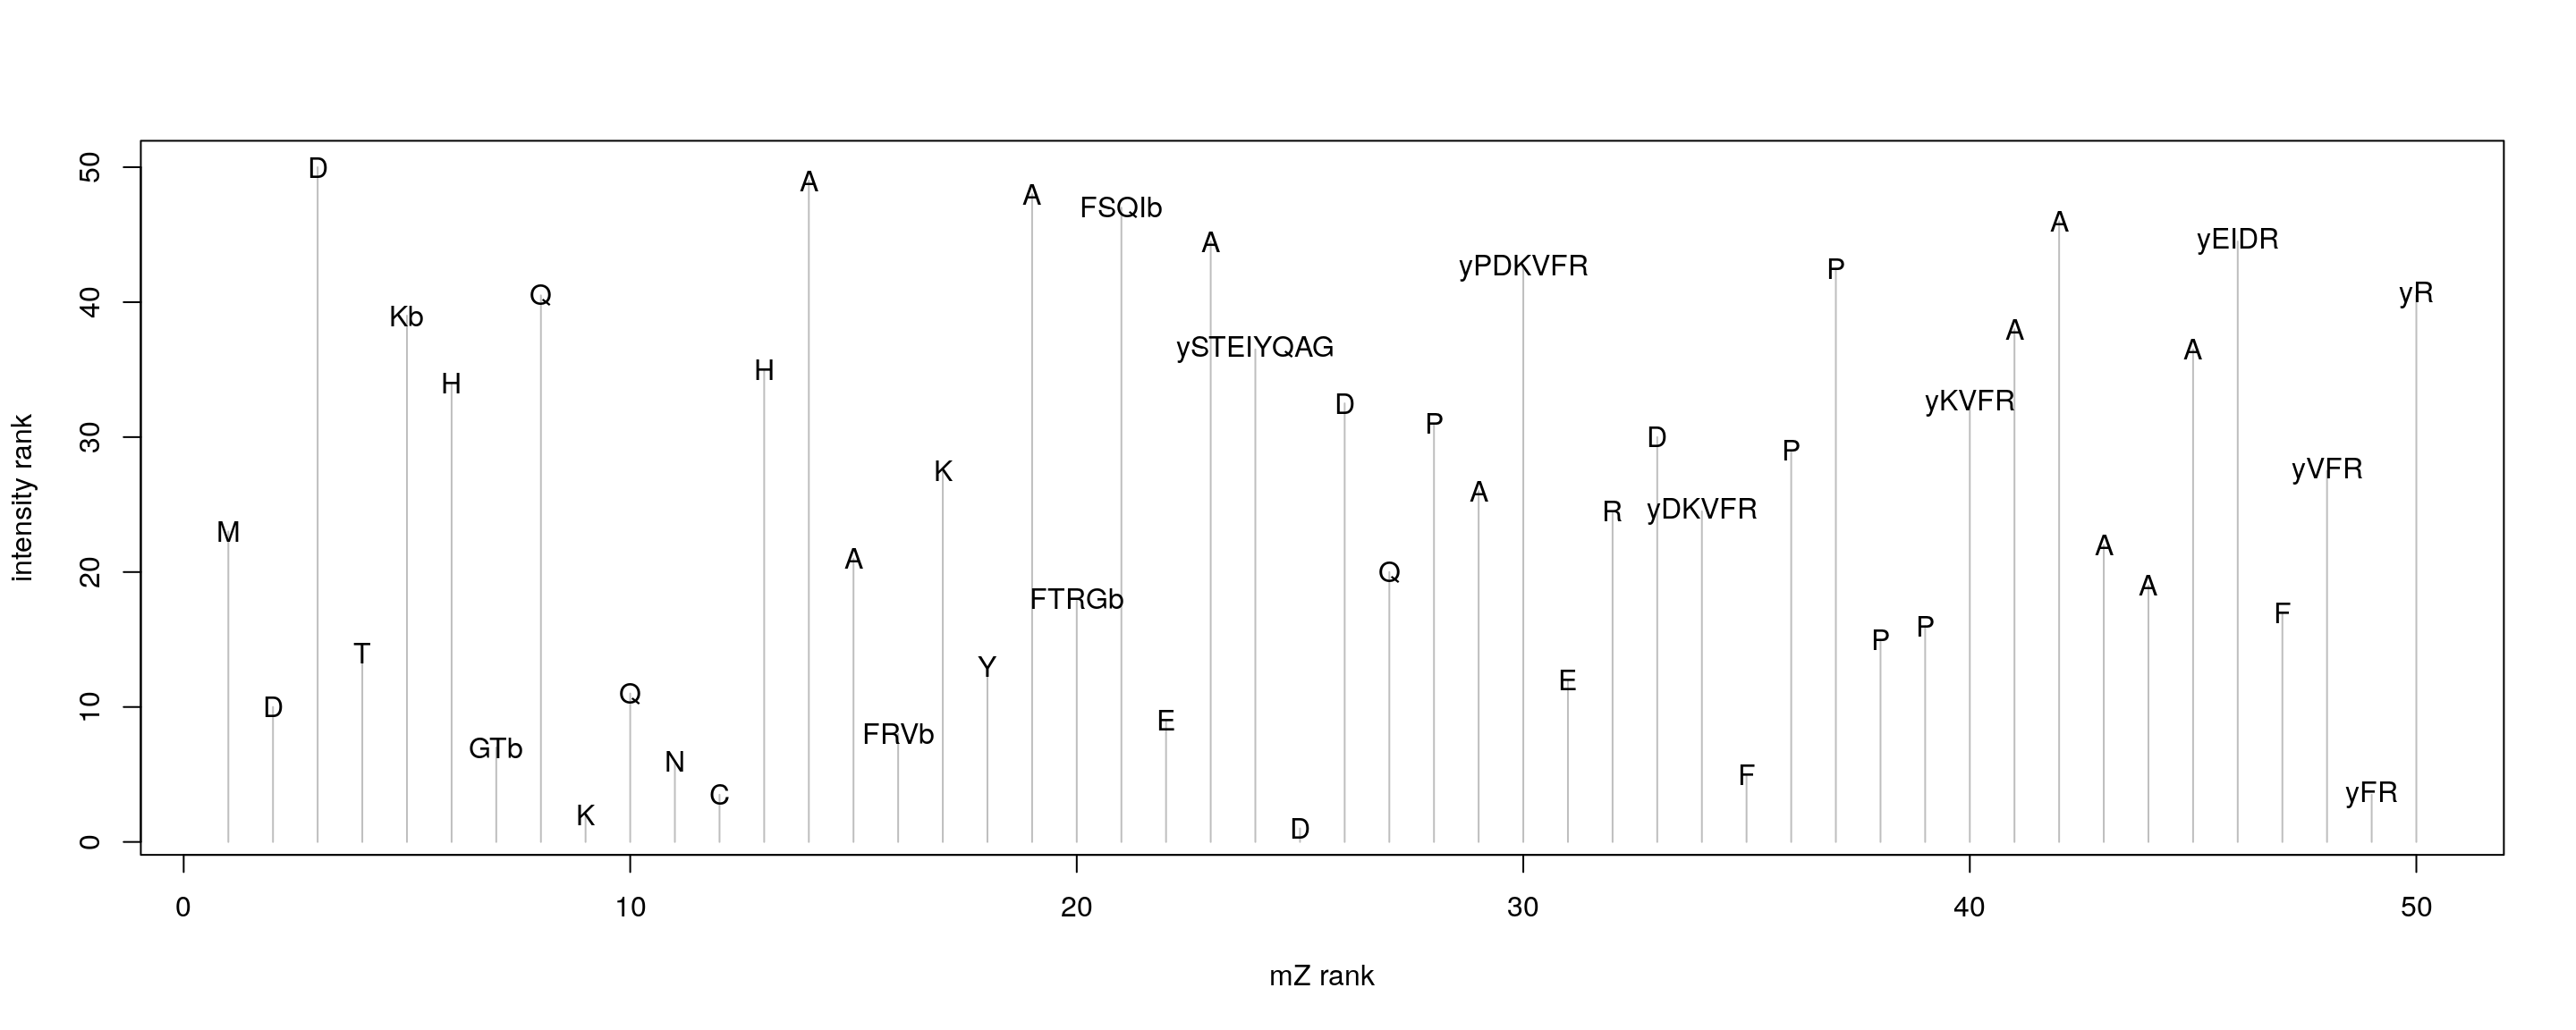 50
D
A
A
FSQIb
A
A
yEIDR
yPDKVFR
P
40
Q
yR
Kb
A
H
H
ySTEIYQAG
A
D
yKVFR
30
P
D
P
K
yVFR
A
M
R
yDKVFR
20
A
Q
A
FTRGb
A
F
T
Y
P
P
10
D
Q
E
E
GTb
FRVb
N
C
F
yFR
K
D
0
intensity rank
0 10 20 30 40 50
mZ rank